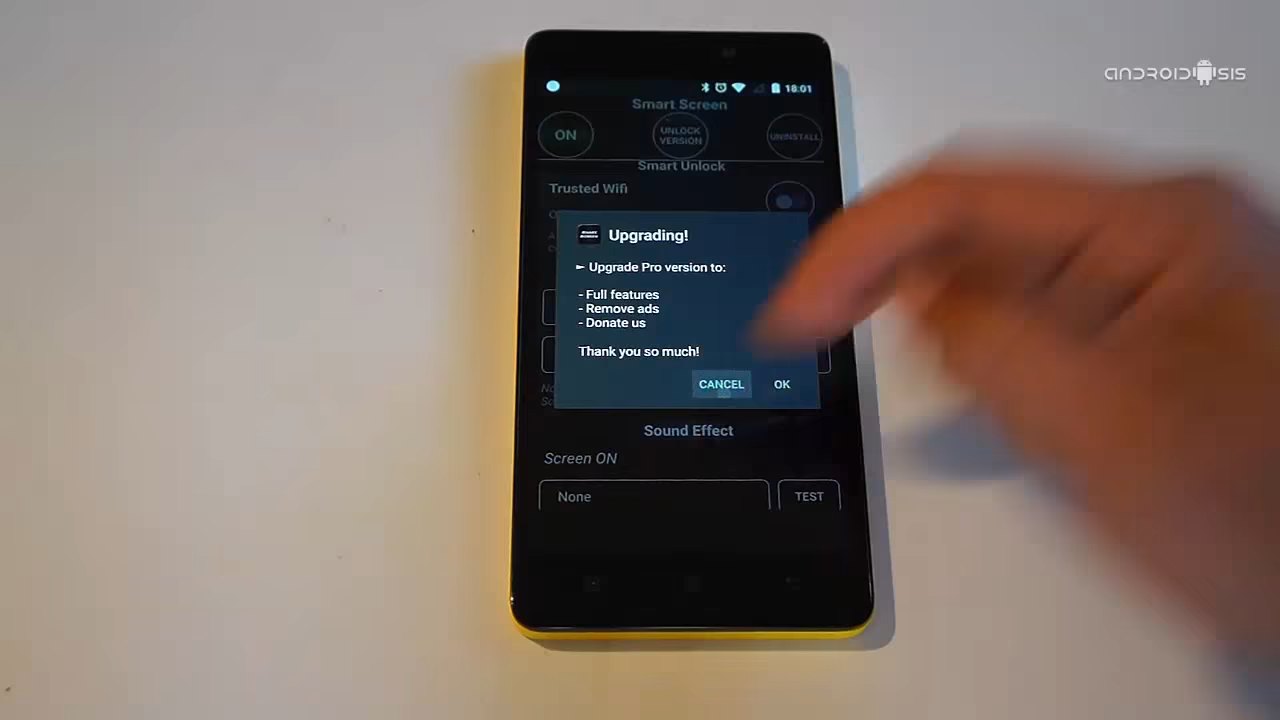 ANDROIDSIS
18:01
Smart Screen
ON
UNLOCK
VERSION
UNINSTALL
Smart Unlock
Trusted Wifi
Upgrading!
► Upgrade Pro version to:
- Full features
- Remove ads
- Donate us
Thank you so much!
CANCEL
OK
Sound Effect
Screen ON
None
TEST